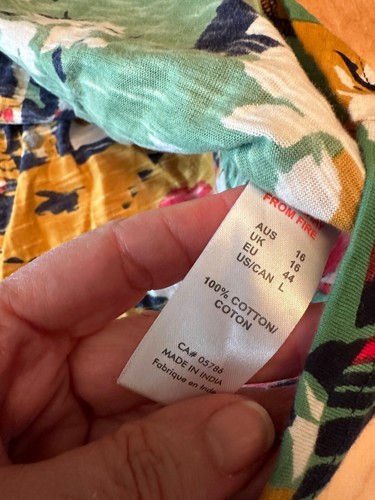 FROM FIRE
AUS 16
UK 16
EU 44
US/CAN L
100% COTTON/
COTON
CA# 05786
MADE IN INDIA
Fabrique en Inde